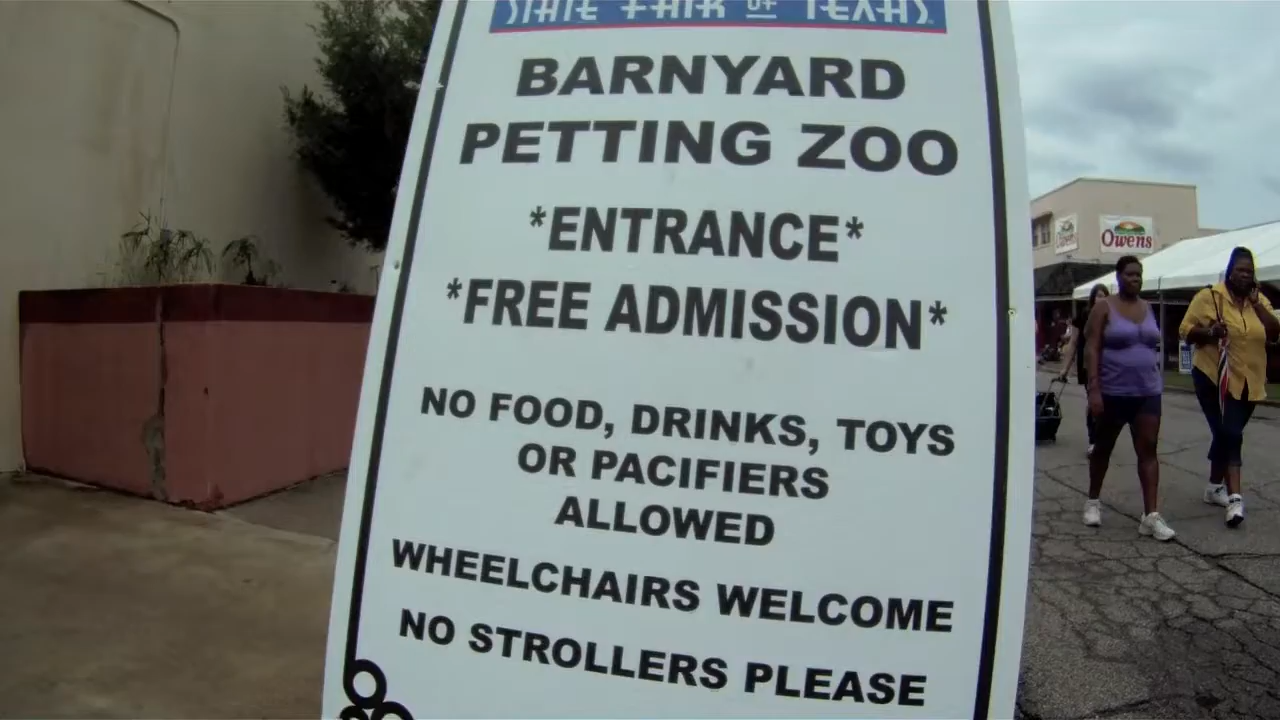 STATE FAIR OF TEXAS
BARNYARD
PETTING ZOO
*ENTRANCE*
*FREE ADMISSION*
NO FOOD, DRINKS, TOYS
OR PACIFIERS
ALLOWED
WHEELCHAIRS WELCOME
NO STROLLERS PLEASE
Owens
Owens